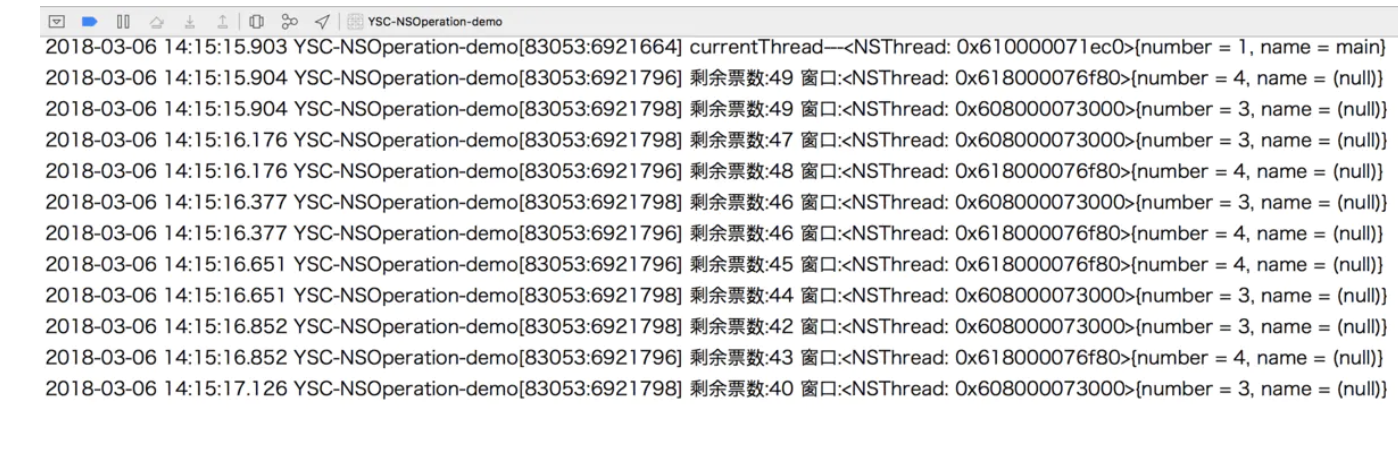 YSC-NSOperation-demo
2018-03-06 14:15:15.903 YSC-NSOperation-demo[83053:6921664] currentThread---<NSThread: 0x610000071ec0>{number = 1, name = main}
2018-03-06 14:15:15.904 YSC-NSOperation-demo[83053:6921796] 剩余票数:49 窗口:<NSThread: 0x618000076f80>{number = 4, name = (null)}
2018-03-06 14:15:15.904 YSC-NSOperation-demo[83053:6921798] 剩余票数:49 窗口:<NSThread: 0x608000073000>{number = 3, name = (null)}
2018-03-06 14:15:16.176 YSC-NSOperation-demo[83053:6921798] 剩余票数:47 窗口:<NSThread: 0x608000073000>{number = 3, name = (null)}
2018-03-06 14:15:16.176 YSC-NSOperation-demo[83053:6921796] 剩余票数:48 窗口:<NSThread: 0x618000076f80>{number = 4, name = (null)}
2018-03-06 14:15:16.377 YSC-NSOperation-demo[83053:6921798] 剩余票数:46 窗口:<NSThread: 0x608000073000>{number = 3, name = (null)}
2018-03-06 14:15:16.377 YSC-NSOperation-demo[83053:6921796] 剩余票数:46 窗口:<NSThread: 0x618000076f80>{number = 4, name = (null)}
2018-03-06 14:15:16.651 YSC-NSOperation-demo[83053:6921796] 剩余票数:45 窗口:<NSThread: 0x618000076f80>{number = 4, name = (null)}
2018-03-06 14:15:16.651 YSC-NSOperation-demo[83053:6921798] 剩余票数:44 窗口:<NSThread: 0x608000073000>{number = 3, name = (null)}
2018-03-06 14:15:16.852 YSC-NSOperation-demo[83053:6921798] 剩余票数:42 窗口:<NSThread: 0x608000073000>{number = 3, name = (null)}
2018-03-06 14:15:16.852 YSC-NSOperation-demo[83053:6921796] 剩余票数:43 窗口:<NSThread: 0x618000076f80>{number = 4, name = (null)}
2018-03-06 14:15:17.126 YSC-NSOperation-demo[83053:6921798] 剩余票数:40 窗口:<NSThread: 0x608000073000>{number = 3, name = (null)}